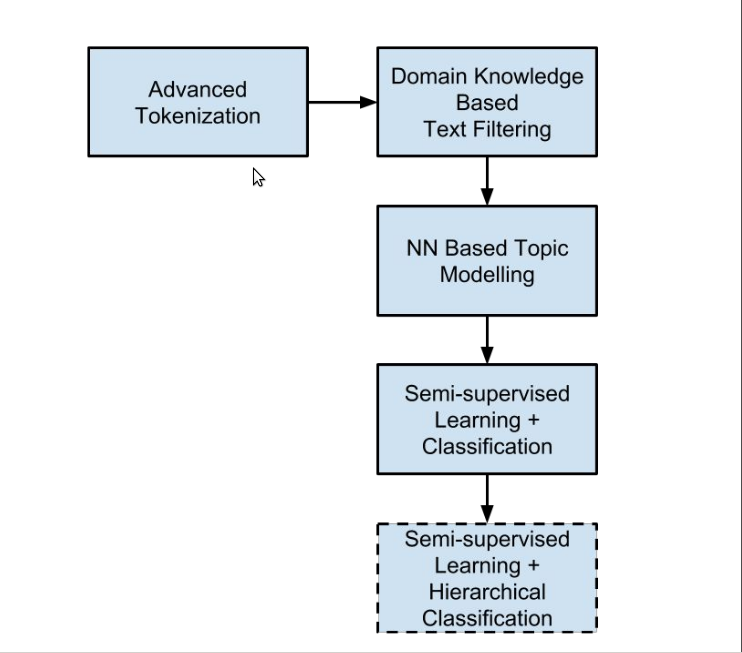 Advanced
Tokenization
Domain Knowledge
Based
Text Filtering
NN Based Topic
Modelling
Semi-supervised
Learning +
Classification
Semi-supervised
Learning +
Hierarchical
Classification